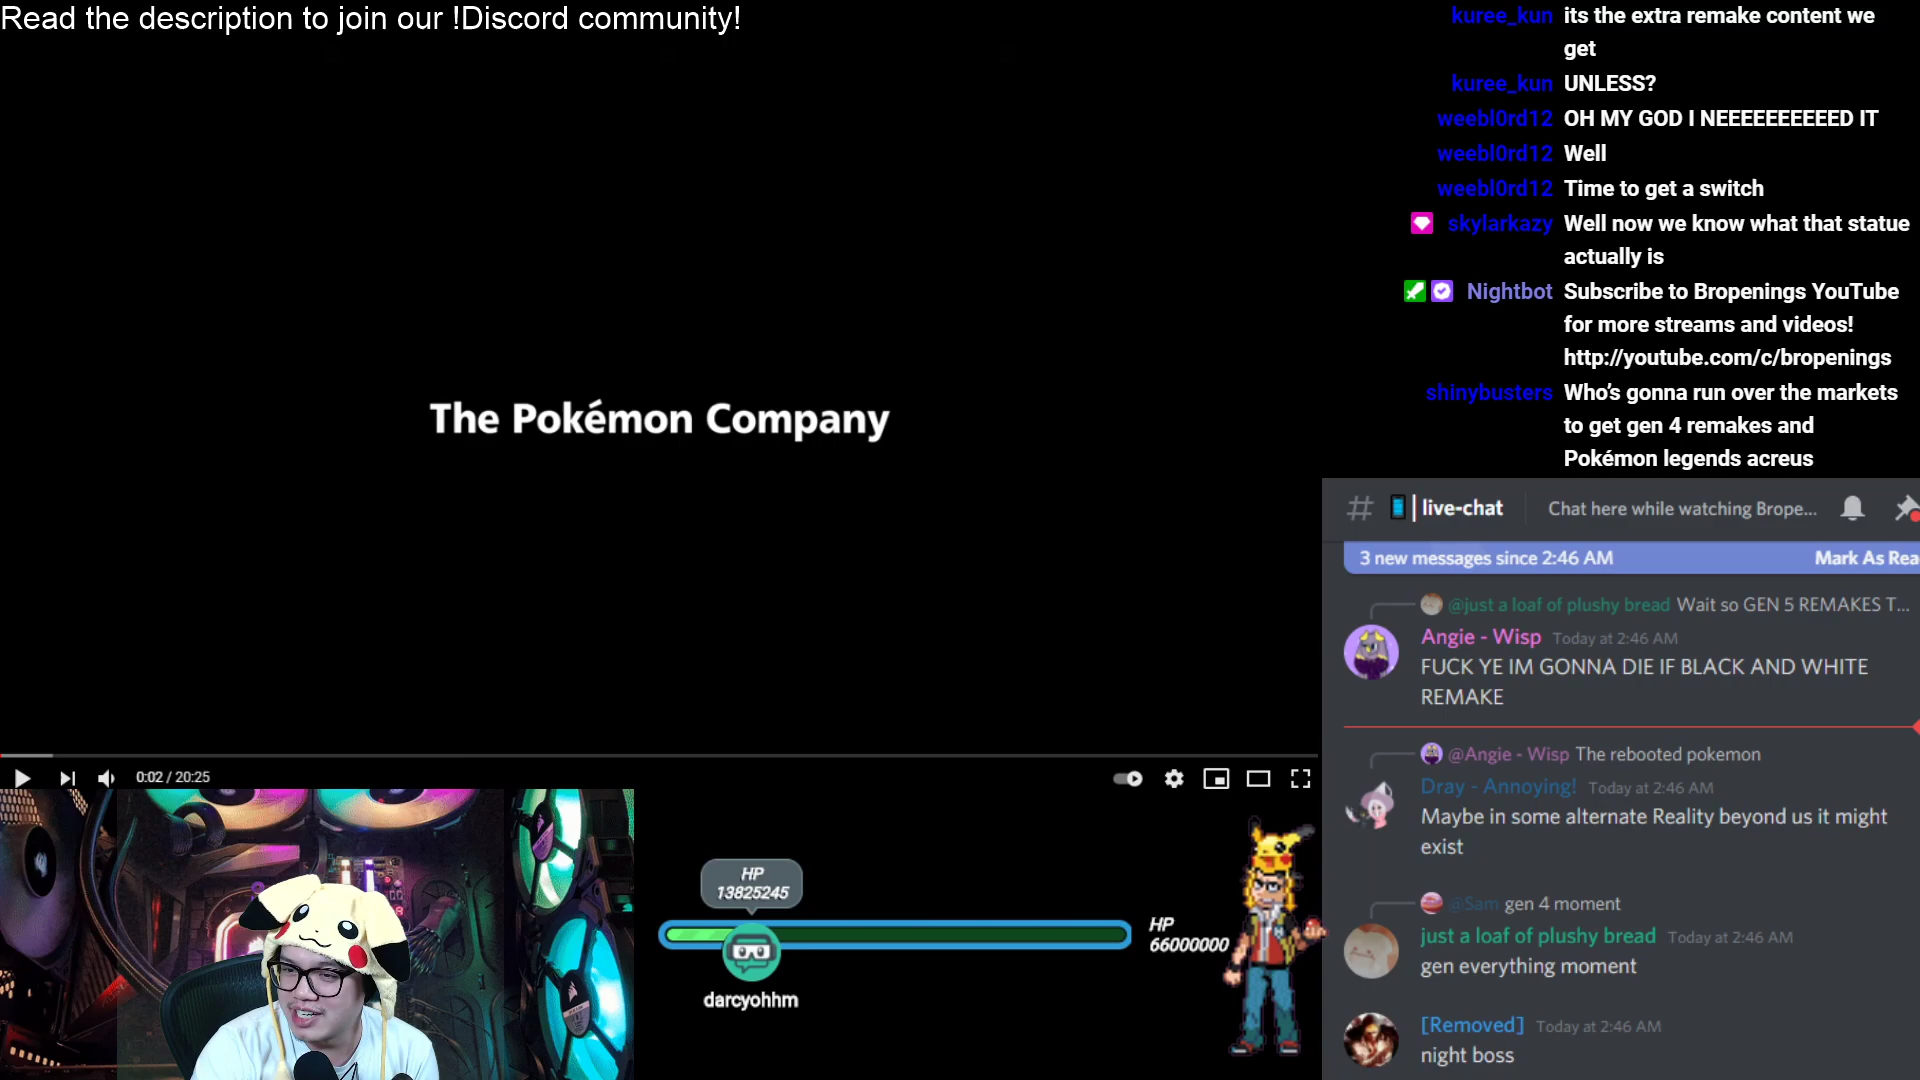 Read the description to join our !Discord community!
The Pokémon Company
0:02 / 20:25
HP
13825245
darcyohhm
HP
66000000
kuree_kun its the extra remake content we
get
kuree_kun UNLESS?
weebl0rd12 OH MY GOD I NEEEEEEEEEED IT
weebl0rd12 Well
weebl0rd12 Time to get a switch
skylarkazy Well now we know what that statue
actually is
Nightbot Subscribe to Bropenings YouTube
for more streams and videos!
http://youtube.com/c/bropenings
shinybusters Who's gonna run over the markets
to get gen 4 remakes and
Pokémon legends acreus
# live-chat Chat here while watching Brope...
3 new messages since 2:46 AM Mark As Rea
@just a loaf of plushy bread Wait so GEN 5 REMAKES T...
Angie - Wisp Today at 2:46 AM
FUCK YE IM GONNA DIE IF BLACK AND WHITE
REMAKE
@Angie - Wisp The rebooted pokemon
Dray - Annoying! Today at 2:46 AM
Maybe in some alternate Reality beyond us it might
exist
@Sam gen 4 moment
just a loaf of plushy bread Today at 2:46 AM
gen everything moment
[Removed] Today at 2:46 AM
night boss